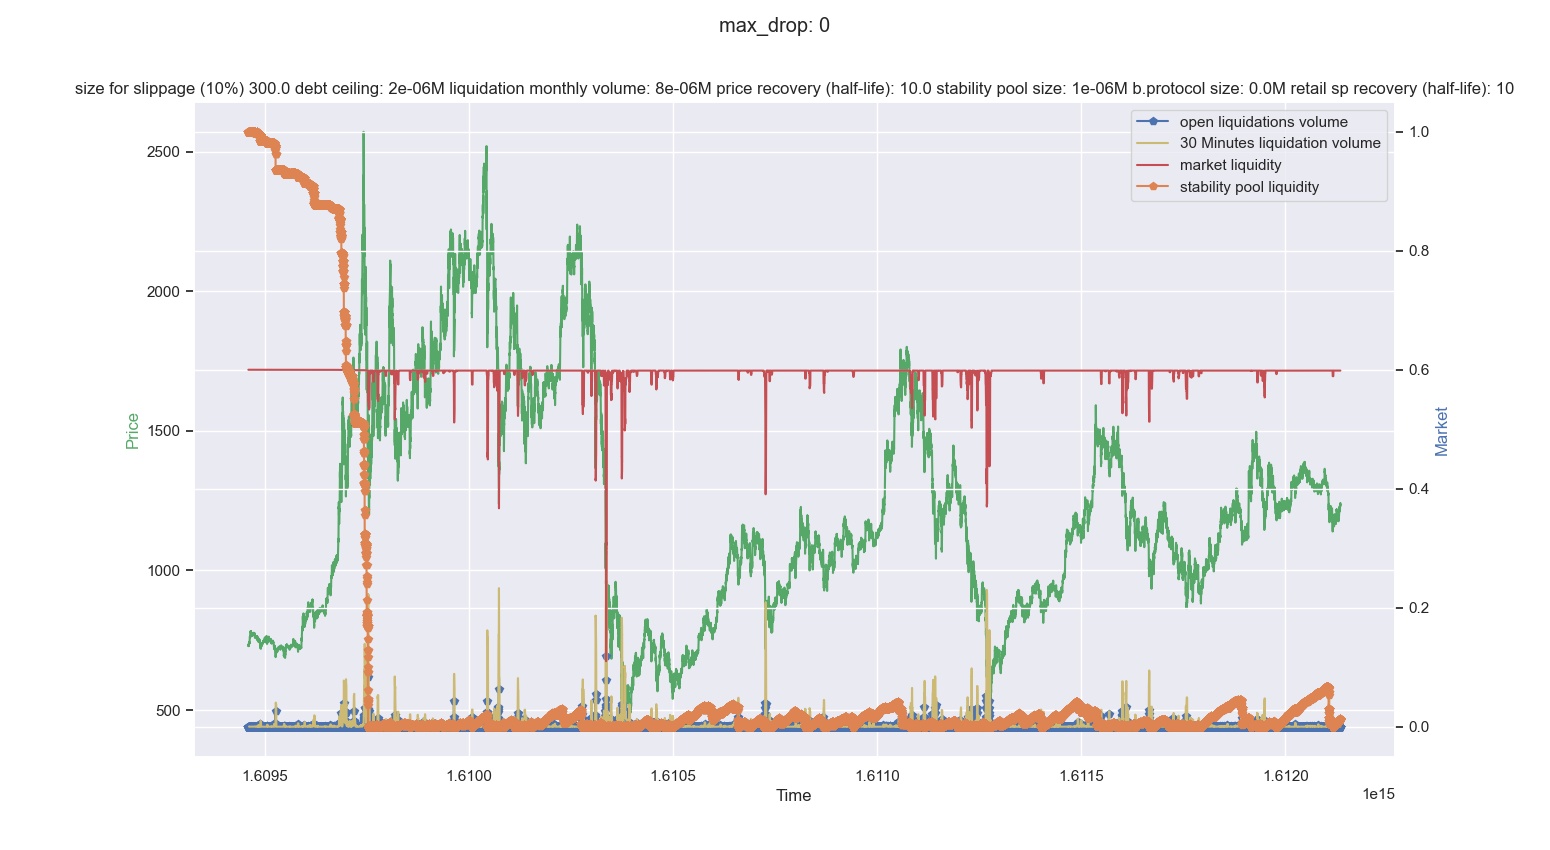 max_drop: 0
size for slippage (10%) 300.0 debt ceiling: 2e-06M liquidation monthly volume: 8e-06M price recovery (half-life): 10.0 stability pool size: 1e-06M b.protocol size: 0.0M retail sp recovery (half-life): 10
open liquidations volume
30 Minutes liquidation volume
market liquidity
stability pool liquidity
2500
2000
1500
1000
500
Price
1.0
0.8
0.6
0.4
0.2
0.0
Market
1.6095 1.6100 1.6105 1.6110 1.6115 1.6120
1e15
Time